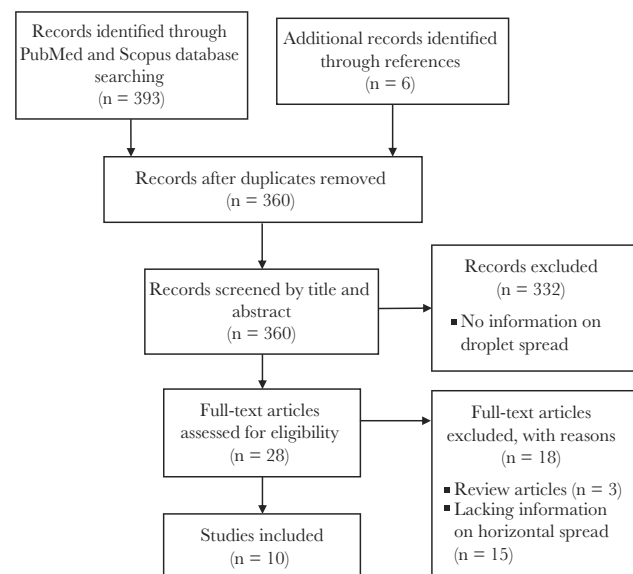 Records identified through
PubMed and Scopus database
searching
(n = 393)
Additional records identified
through references
(n = 6)
Records after duplicates removed
(n = 360)
Records screened by title and
abstract
(n = 360)
Records excluded
(n = 332)
▪ No information on
droplet spread
Full-text articles
assessed for eligibility
(n = 28)
Full-text articles
excluded, with reasons
(n = 18)
▪ Review articles (n = 3)
▪ Lacking information
on horizontal spread
(n = 15)
Studies included
(n = 10)